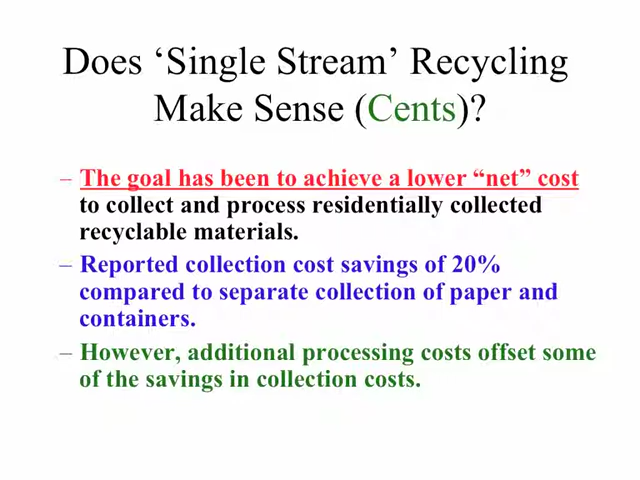 Does ‘Single Stream’ Recycling
Make Sense (Cents)?
– The goal has been to achieve a lower “net” cost
to collect and process residentially collected
recyclable materials.
– Reported collection cost savings of 20%
compared to separate collection of paper and
containers.
– However, additional processing costs offset some
of the savings in collection costs.